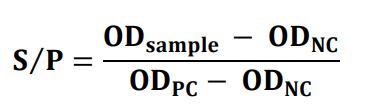 S/P = (OD_sample − OD_NC) / (OD_PC − OD_NC)